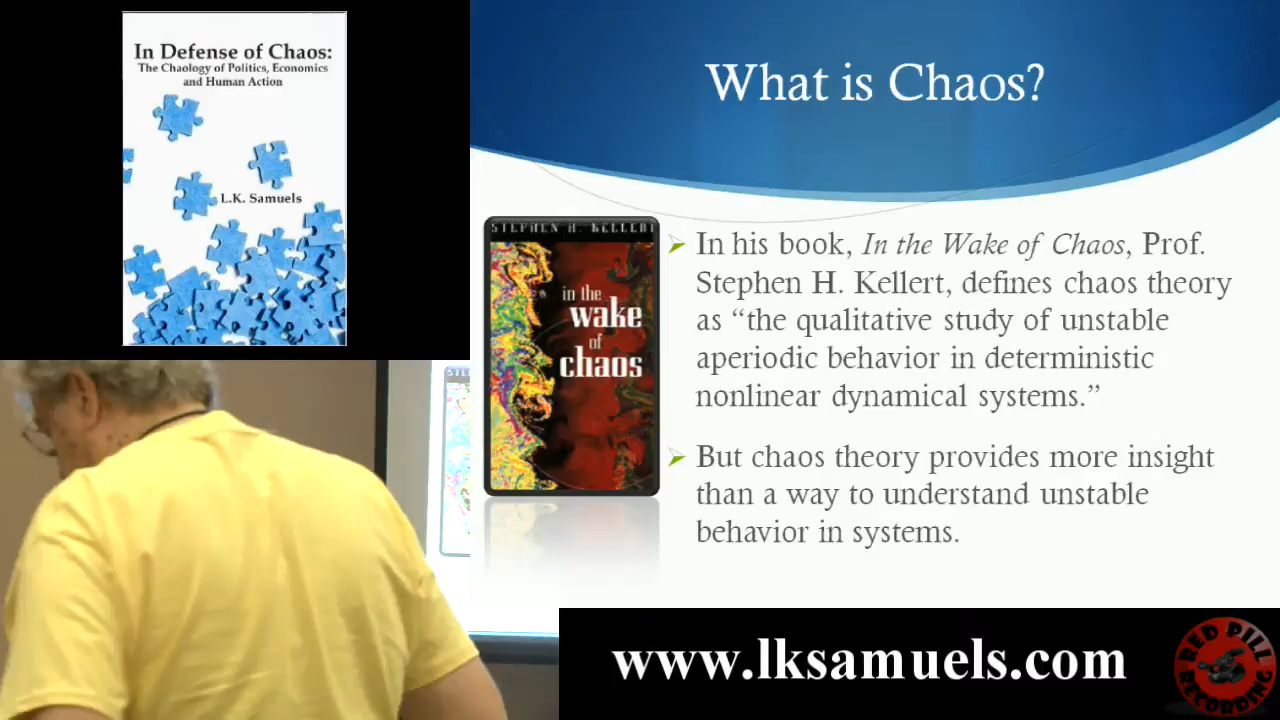 In Defense of Chaos:
The Chaology of Politics, Economics
and Human Action
L.K. Samuels
What is Chaos?
STEPHEN H. KELLERT
in the
wake
of
chaos
In his book, In the Wake of Chaos, Prof.
Stephen H. Kellert, defines chaos theory
as “the qualitative study of unstable
aperiodic behavior in deterministic
nonlinear dynamical systems.”
But chaos theory provides more insight
than a way to understand unstable
behavior in systems.
STE
www.lksamuels.com
RED PILL
RECORDING